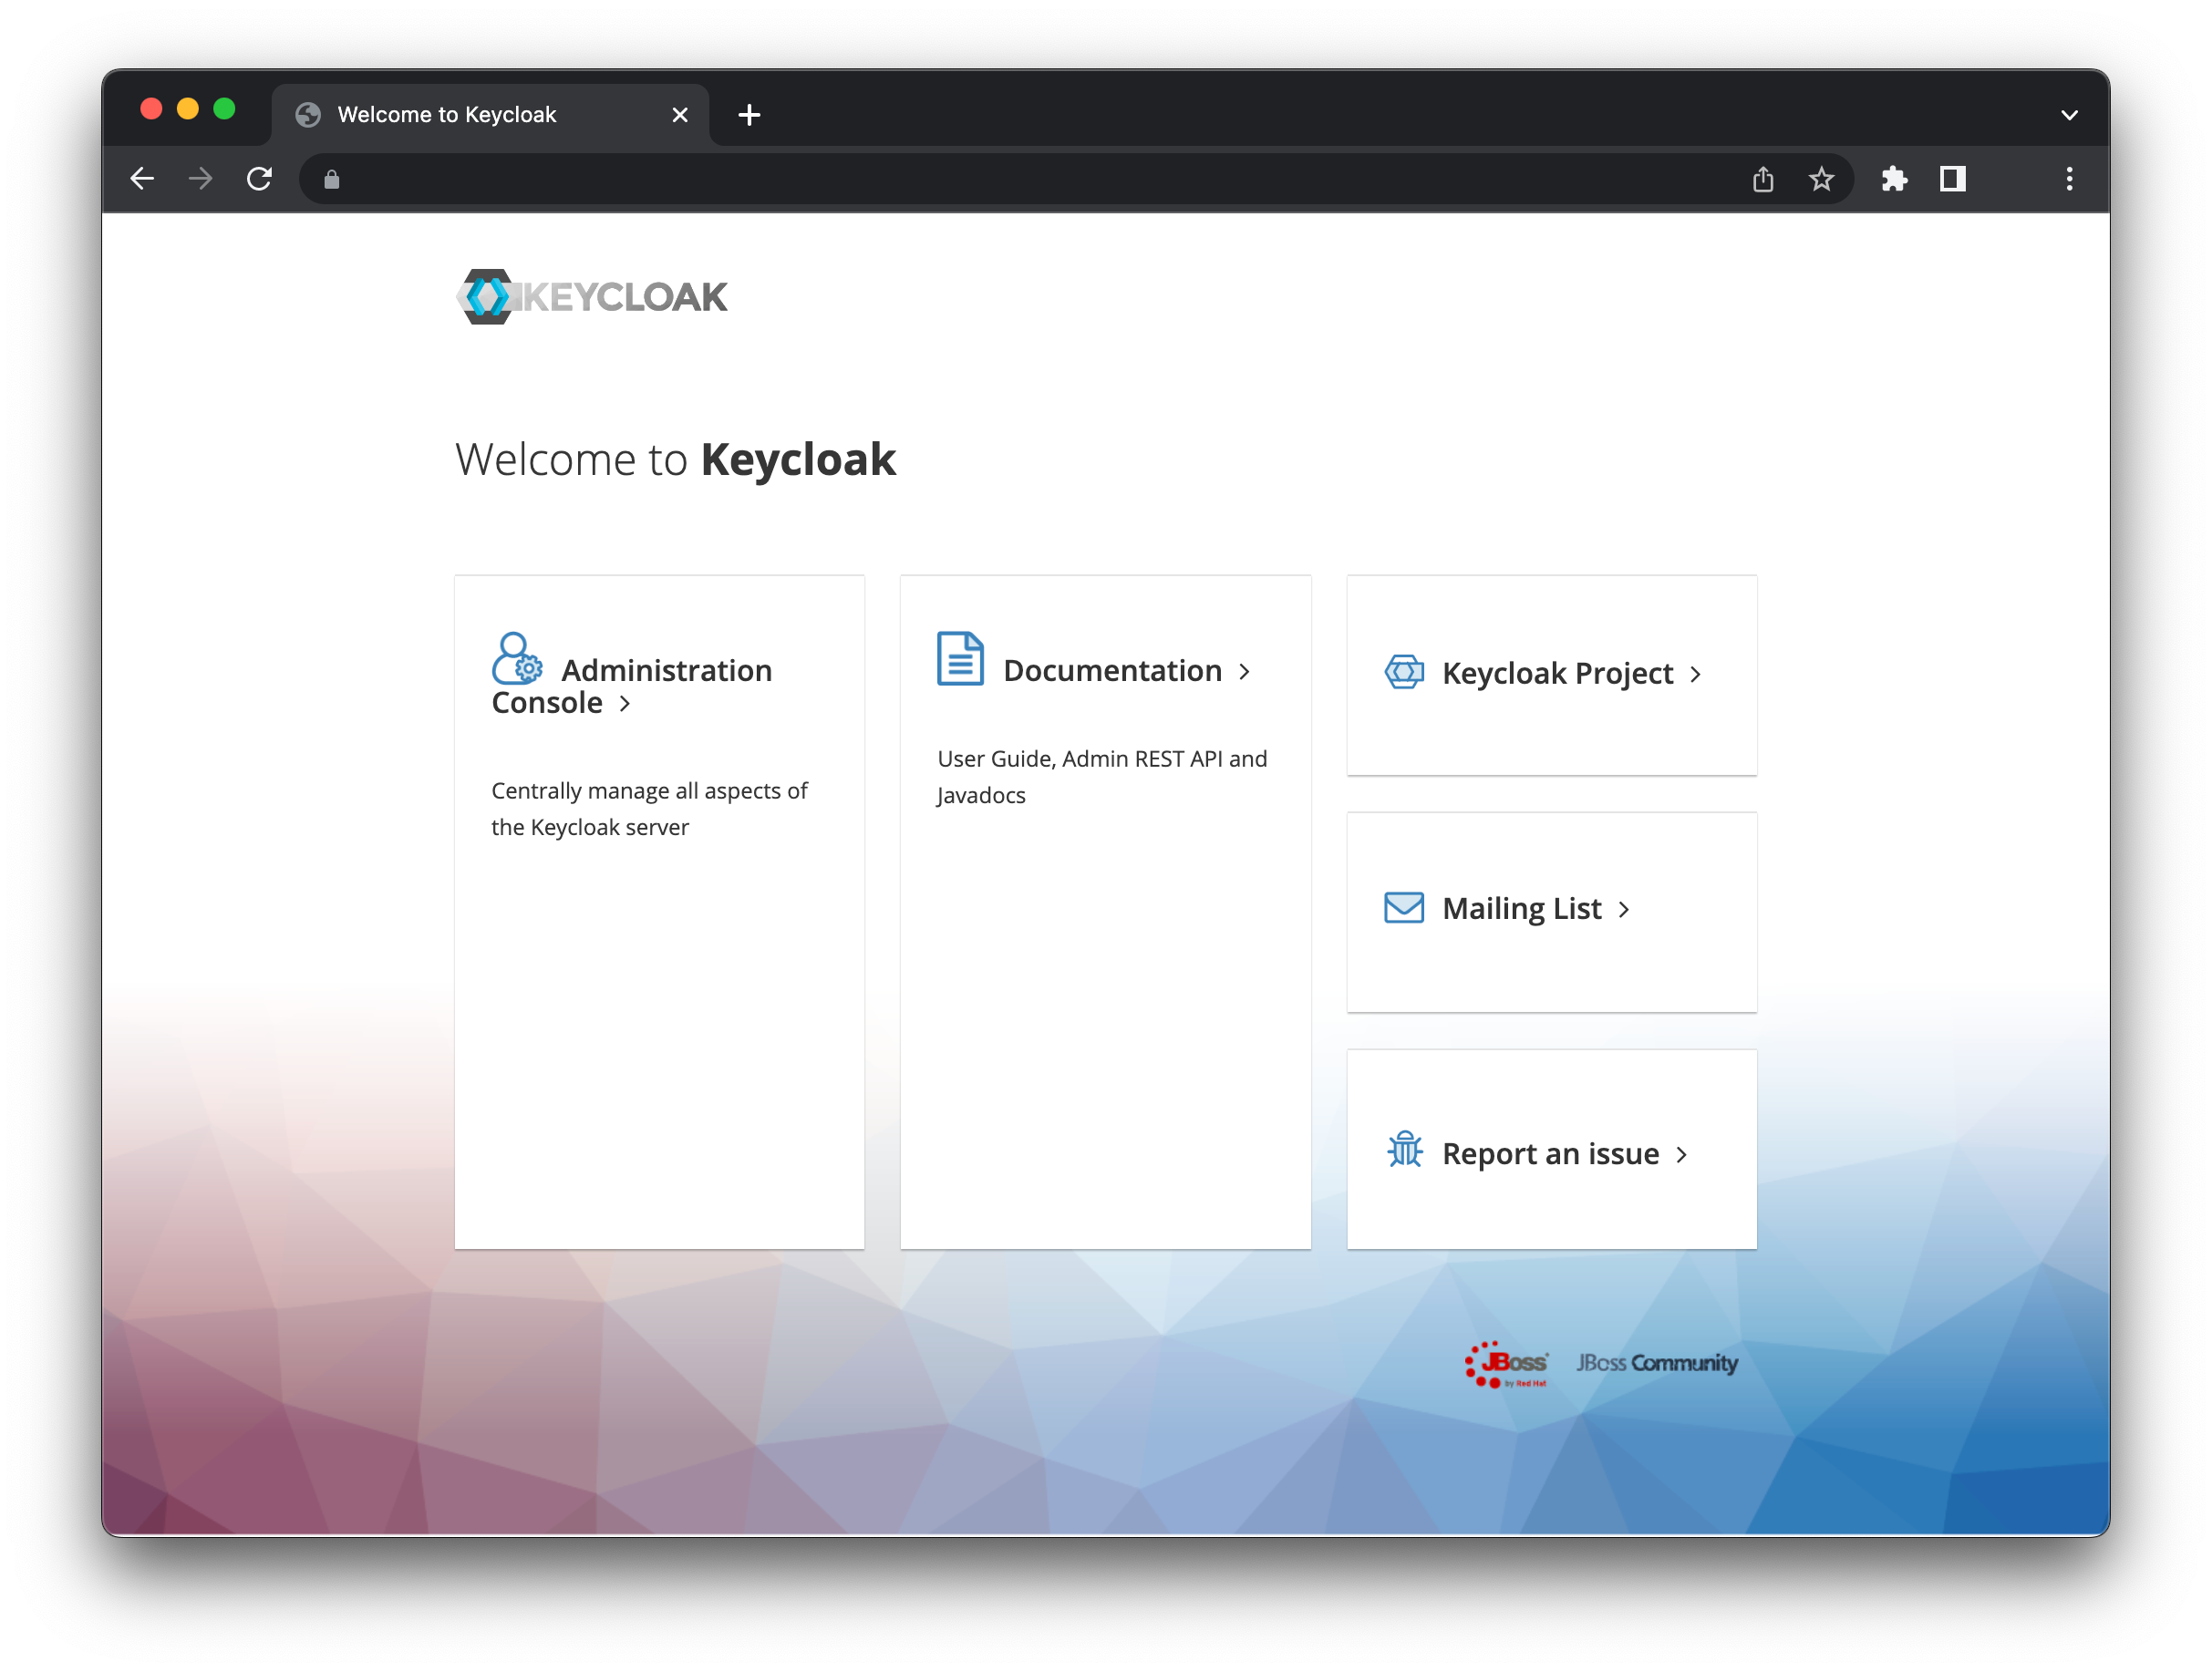 Welcome to Keycloak
KEYCLOAK
Welcome to Keycloak
Administration
Console
Centrally manage all aspects of
the Keycloak server
Documentation
User Guide, Admin REST API and
Javadocs
Keycloak Project
Mailing List
Report an issue
JBoss
by Red Hat
JBoss Community